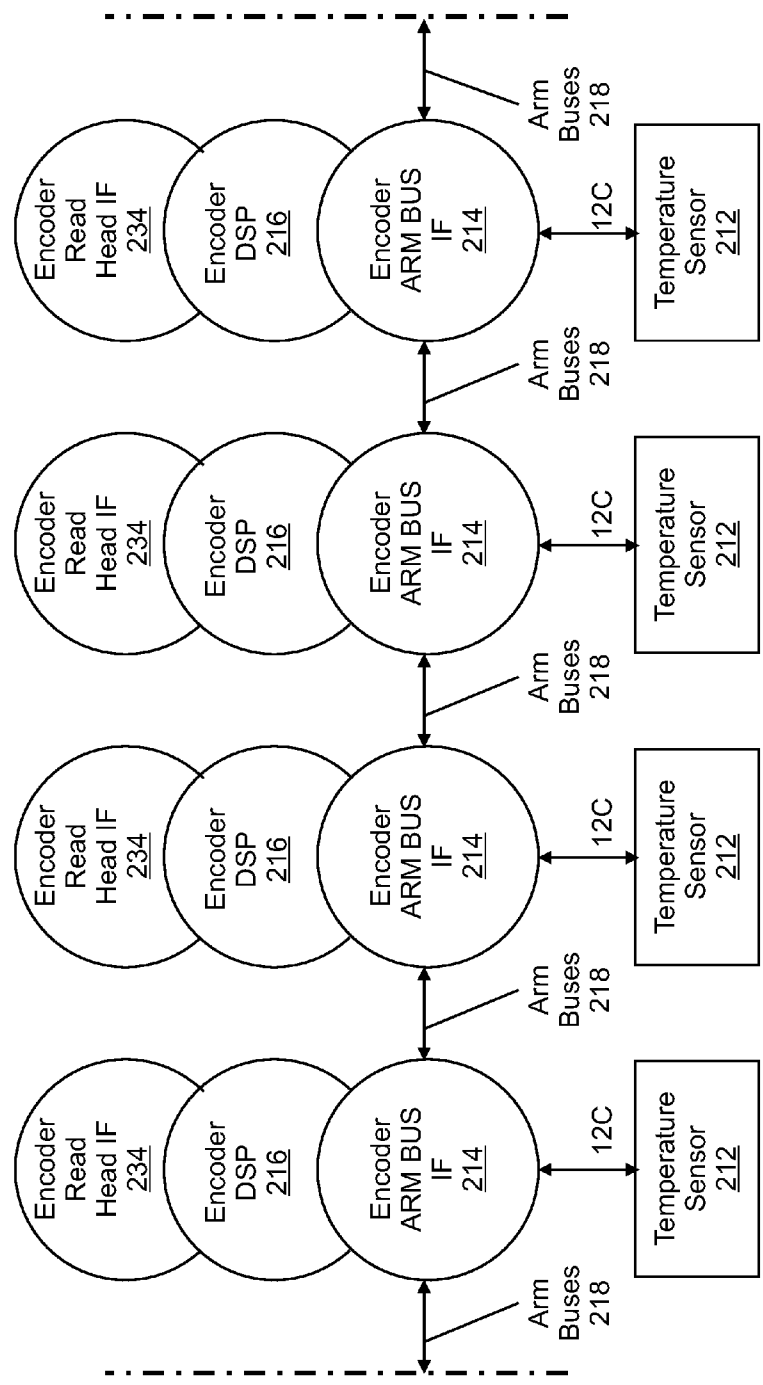 Encoder
Read
Head IF
234
Encoder
Read
Head IF
234
Encoder
Read
Head IF
234
Encoder
Read
Head IF
234
Encoder
DSP
216
Encoder
DSP
216
Encoder
DSP
216
Encoder
DSP
216
Encoder
ARM BUS
IF
214
Encoder
ARM BUS
IF
214
Encoder
ARM BUS
IF
214
Encoder
ARM BUS
IF
214
Arm
Buses
218
Arm
Buses
218
Arm
Buses
218
Arm
Buses
218
Arm
Buses
218
12C
12C
12C
12C
Temperature
Sensor
212
Temperature
Sensor
212
Temperature
Sensor
212
Temperature
Sensor
212